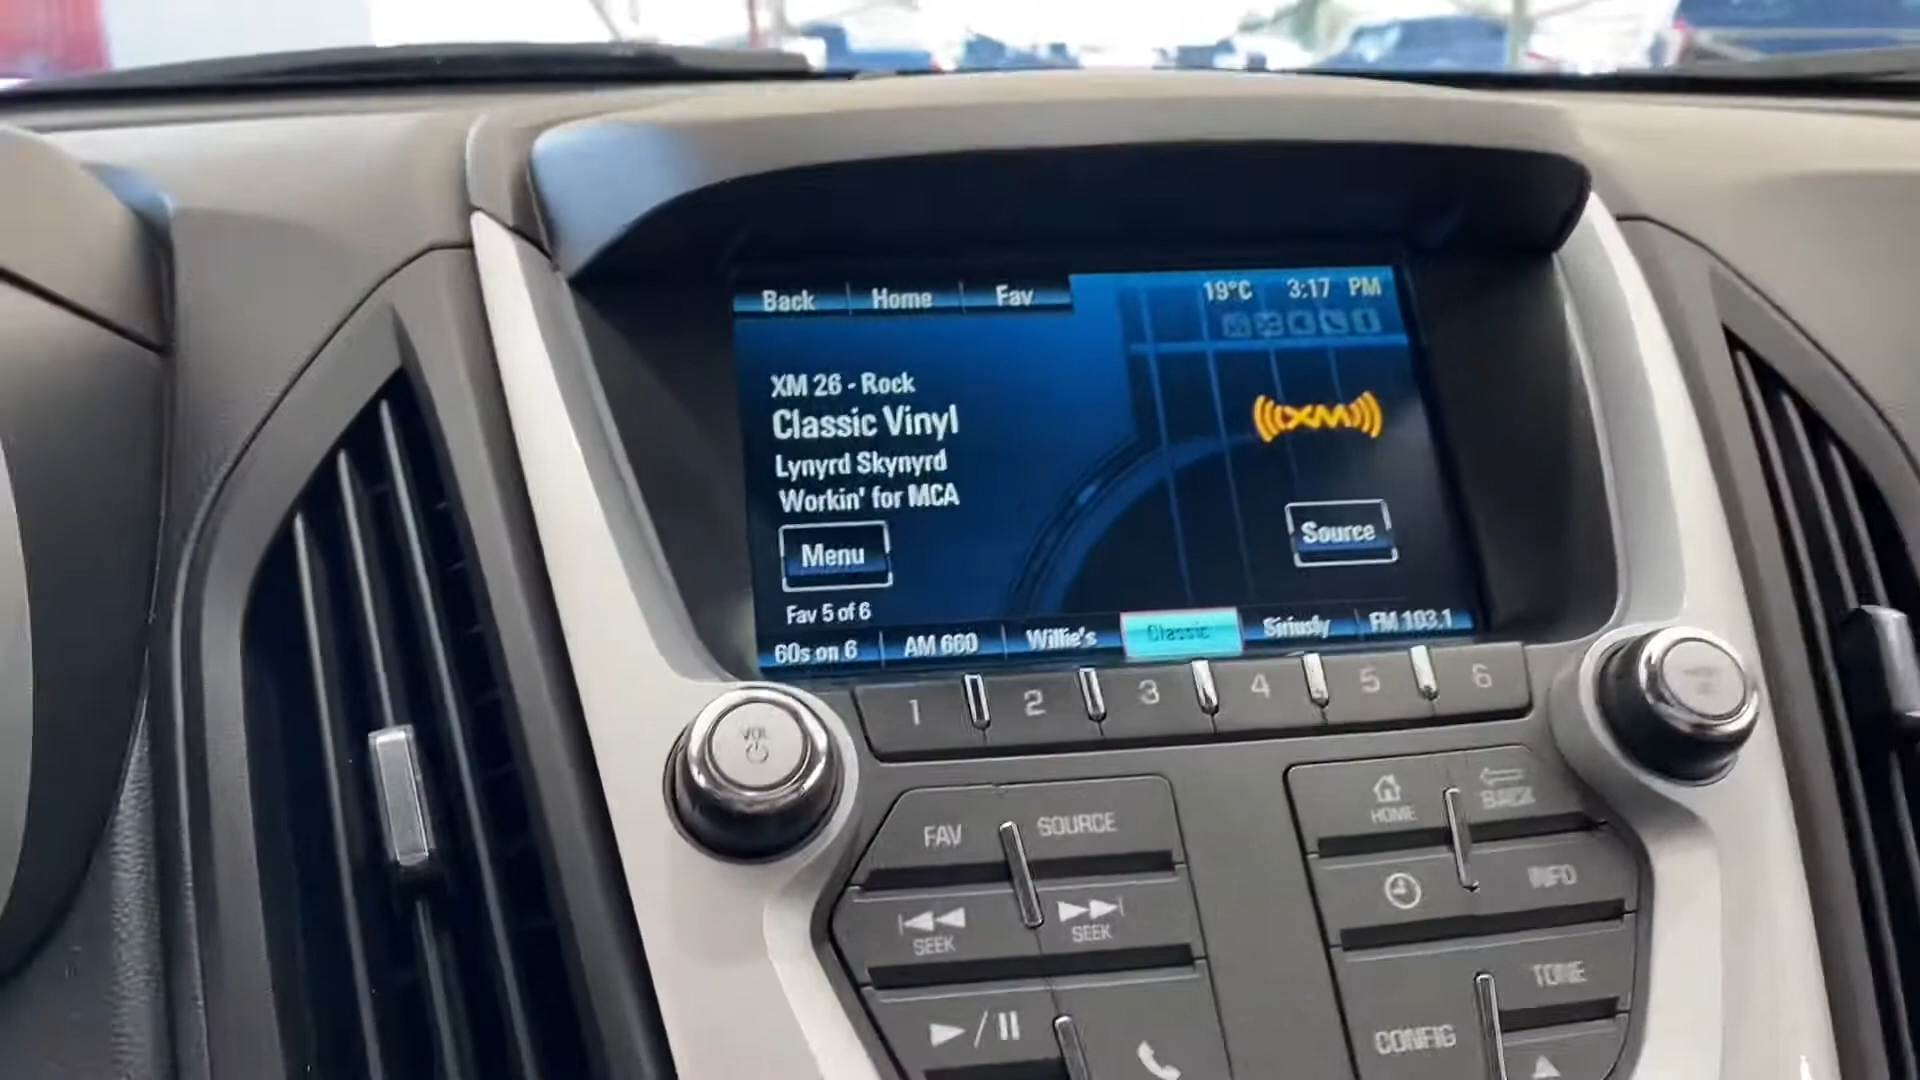 Back Home Fav 19°C 3:17 PM
XM 26 - Rock
Classic Vinyl
Lynyrd Skynyrd
Workin' for MCA
(((XM)))
Menu
Source
Fav 5 of 6
60s on 6 AM 660 Willie's Classic Siriusly FM 103.1
1 2 3 4 5 6
VOL
FAV SOURCE
HOME BACK
SEEK SEEK
INFO
TONE
CONFIG